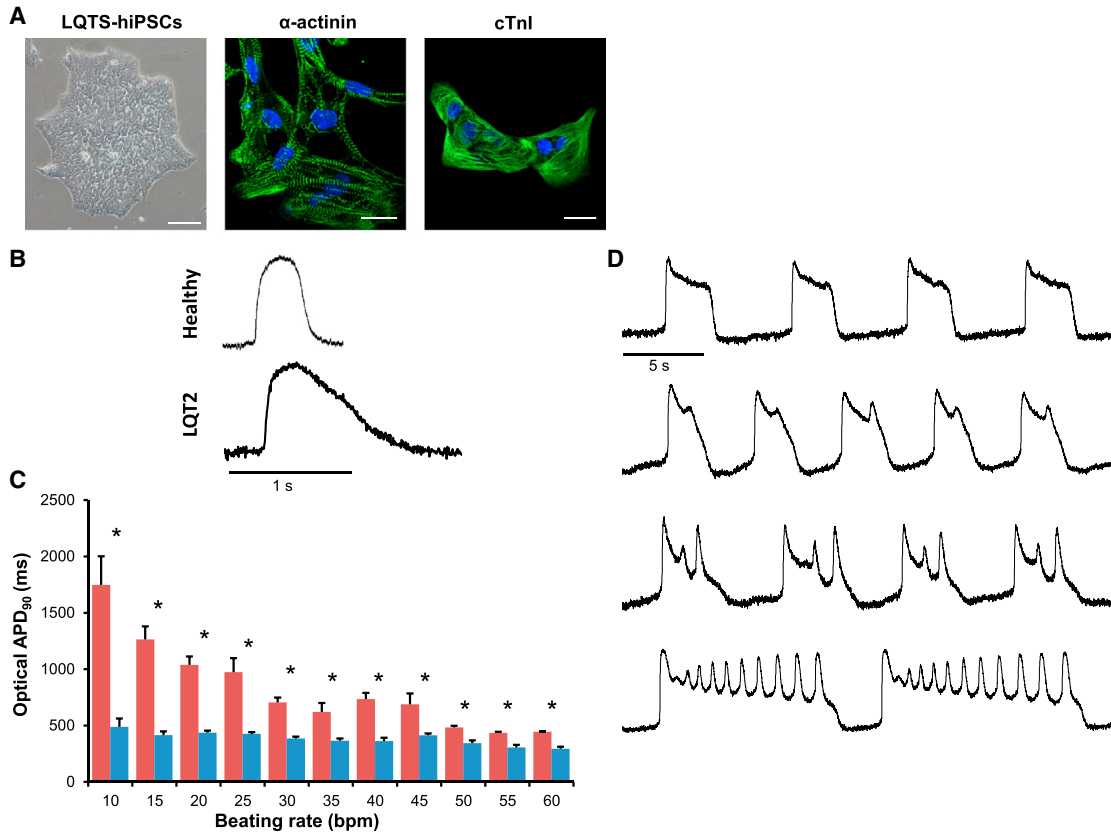 A
LQTS-hiPSCs
α-actinin
cTnI
B
Healthy
LQT2
1 s
C
Optical APD90 (ms)
2500
2000
1500
1000
500
0
10 15 20 25 30 35 40 45 50 55 60
* * * * * * * * * * *
Beating rate (bpm)
D
5 s